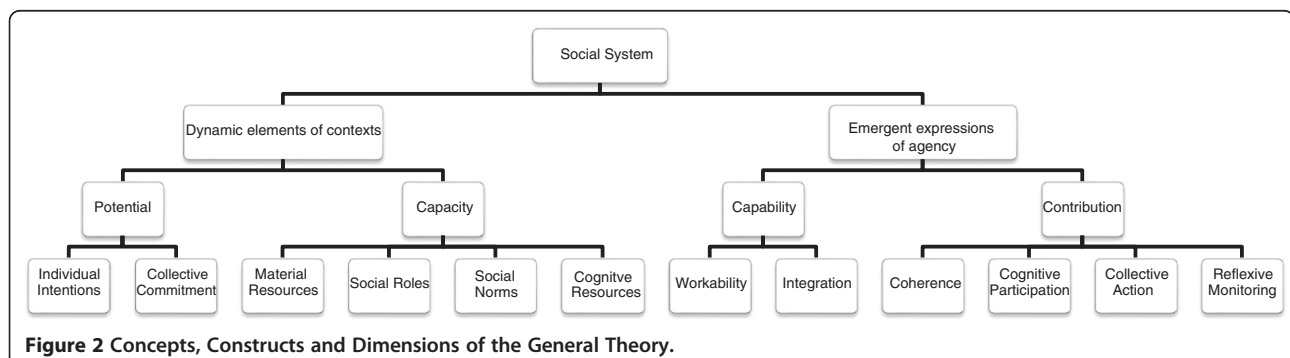 Social System
Dynamic elements of contexts
Emergent expressions
of agency
Potential
Capacity
Capability
Contribution
Individual
Intentions
Collective
Commitment
Material
Resources
Social Roles
Social
Norms
Cognitve
Resources
Workability
Integration
Coherence
Cognitive
Participation
Collective
Action
Reflexive
Monitoring
Figure 2 Concepts, Constructs and Dimensions of the General Theory.